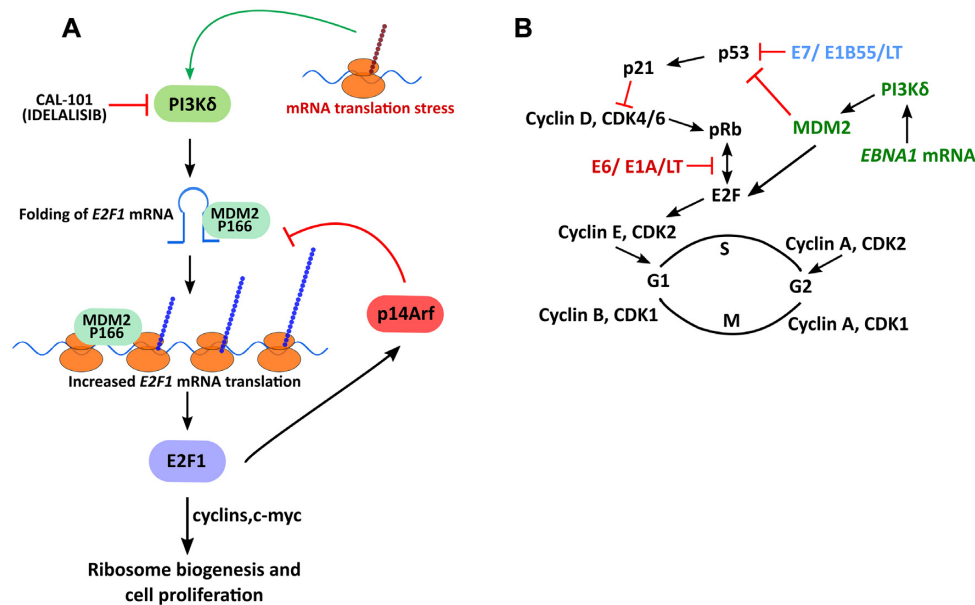 A
CAL-101
(IDELALISIB)
PI3Kδ
mRNA translation stress
Folding of E2F1 mRNA
MDM2
P166
MDM2
P166
p14Arf
Increased E2F1 mRNA translation
E2F1
cyclins,c-myc
Ribosome biogenesis and
cell proliferation
B
p53
E7/ E1B55/LT
p21
PI3Kδ
Cyclin D, CDK4/6
pRb
MDM2
EBNA1 mRNA
E6/ E1A/LT
E2F
Cyclin E, CDK2
S
Cyclin A, CDK2
G1
G2
Cyclin B, CDK1
M
Cyclin A, CDK1